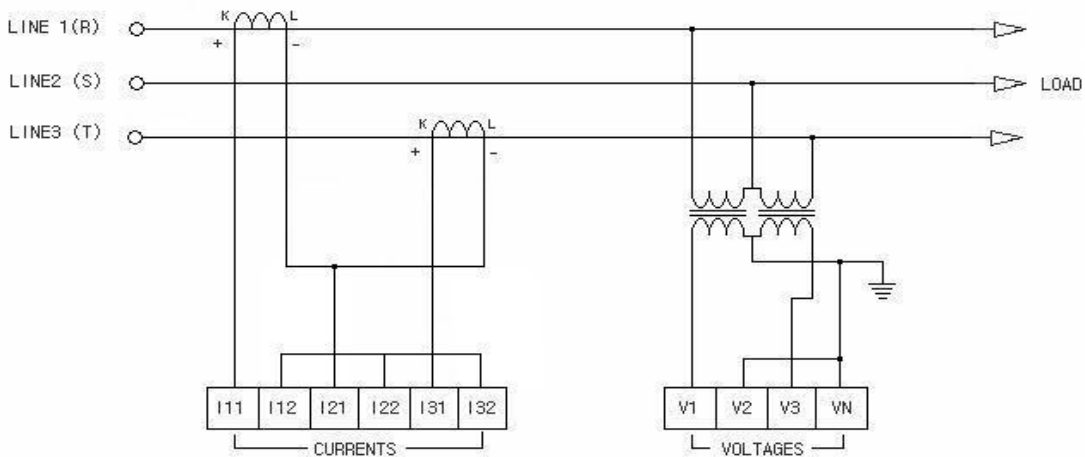 K L
LINE 1(R)
+ -
LINE2 (S) LOAD
K L
LINE3 (T)
+ -
I11 I12 I21 I22 I31 I32 V1 V2 V3 VN
CURRENTS VOLTAGES